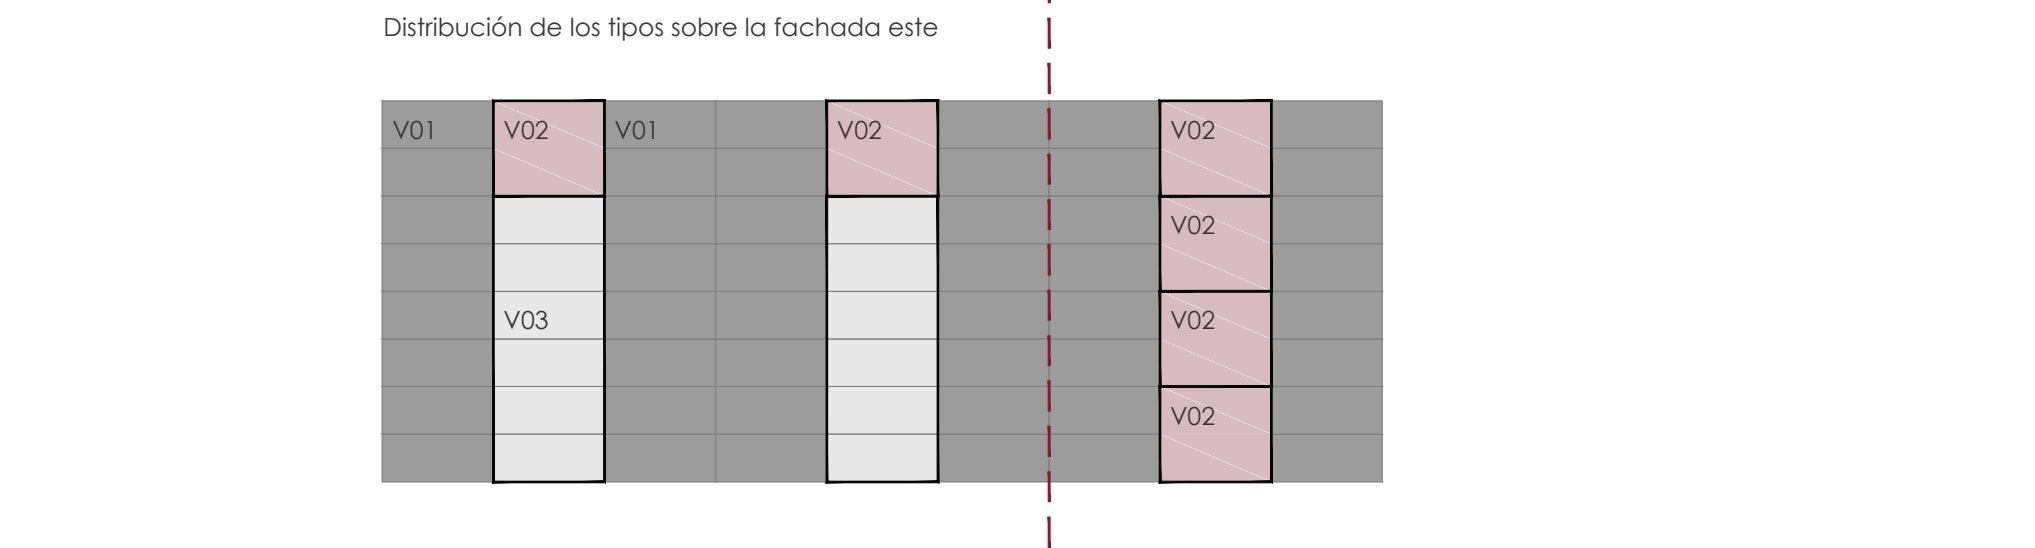 Distribución de los tipos sobre la fachada este
V01 V02 V01 V02 V02
V02
V03 V02
V02